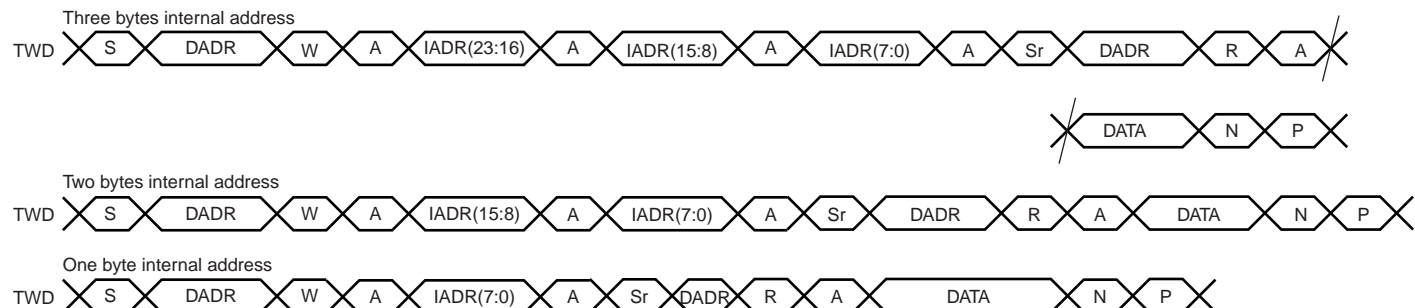 Three bytes internal address
TWD S DADR W A IADR(23:16) A IADR(15:8) A IADR(7:0) A Sr DADR R A
DATA N P
Two bytes internal address
TWD S DADR W A IADR(15:8) A IADR(7:0) A Sr DADR R A DATA N P
One byte internal address
TWD S DADR W A IADR(7:0) A Sr DADR R A DATA N P